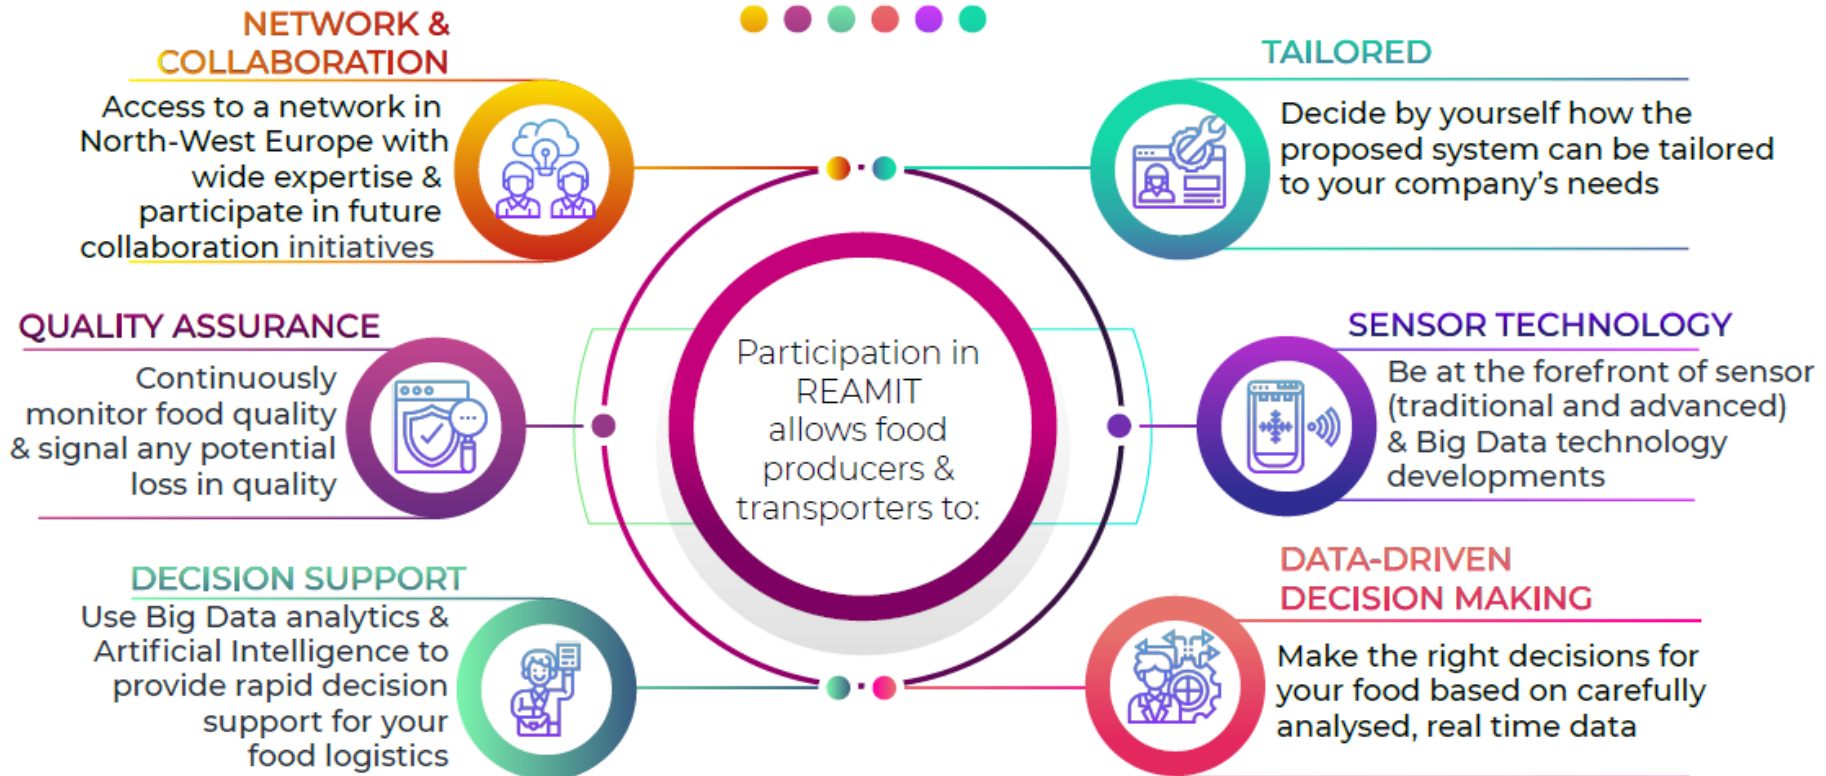 NETWORK &
COLLABORATION
Access to a network in
North-West Europe with
wide expertise &
participate in future
collaboration initiatives
QUALITY ASSURANCE
Continuously
monitor food quality
& signal any potential
loss in quality
DECISION SUPPORT
Use Big Data analytics &
Artificial Intelligence to
provide rapid decision
support for your
food logistics
Participation in
REAMIT
allows food
producers &
transporters to:
TAILORED
Decide by yourself how the
proposed system can be tailored
to your company’s needs
SENSOR TECHNOLOGY
Be at the forefront of sensor
(traditional and advanced)
& Big Data technology
developments
DATA-DRIVEN
DECISION MAKING
Make the right decisions for
your food based on carefully
analysed, real time data